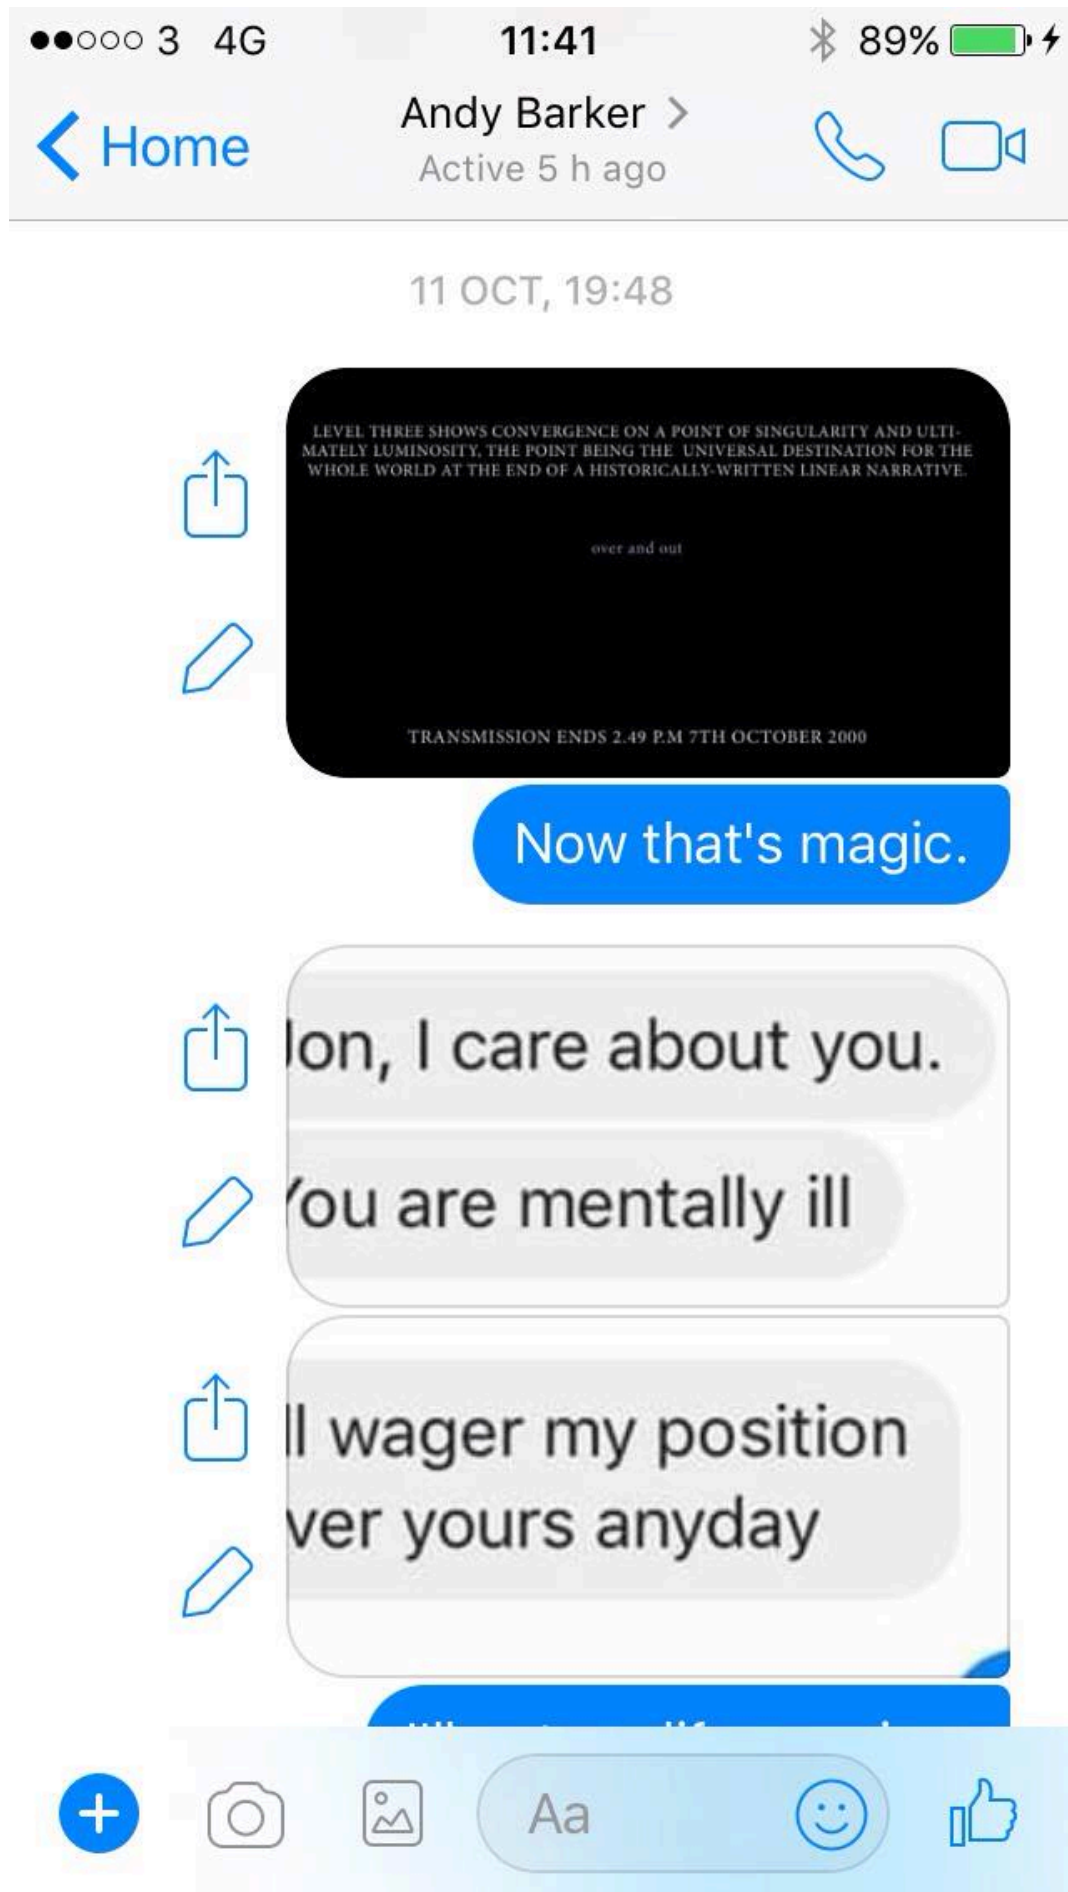 3 4G 11:41 89%
Home Andy Barker
Active 5 h ago
11 OCT, 19:48
LEVEL THREE SHOWS CONVERGENCE ON A POINT OF SINGULARITY AND ULTI-
MATELY LUMINOSITY, THE POINT BEING THE UNIVERSAL DESTINATION FOR THE
WHOLE WORLD AT THE END OF A HISTORICALLY-WRITTEN LINEAR NARRATIVE.
over and out
TRANSMISSION ENDS 2.49 P.M 7TH OCTOBER 2000
Now that's magic.
Jon, I care about you.
You are mentally ill
ll wager my position
ver yours anyday
Aa